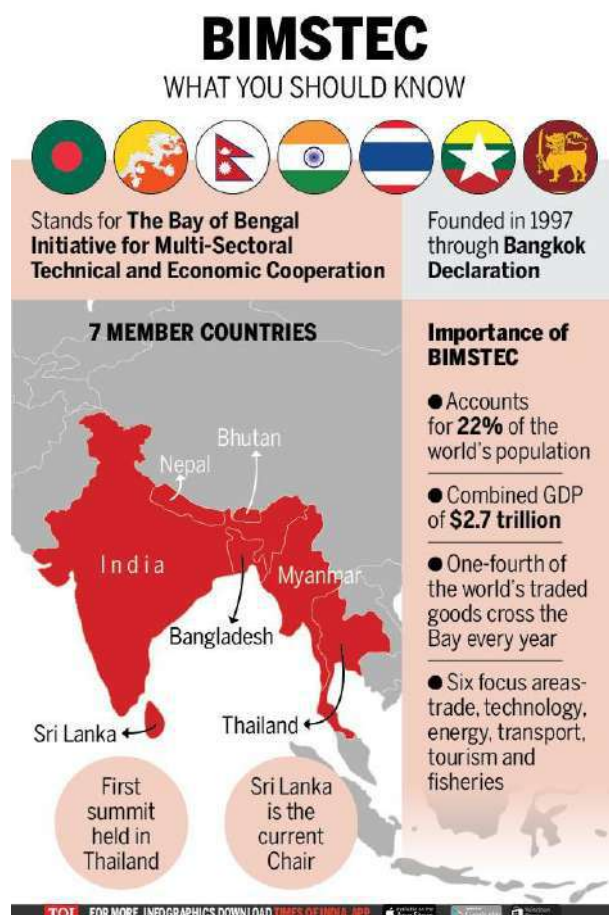 BIMSTEC
WHAT YOU SHOULD KNOW
Stands for The Bay of Bengal
Initiative for Multi-Sectoral
Technical and Economic Cooperation
Founded in 1997
through Bangkok
Declaration
7 MEMBER COUNTRIES
Bhutan
Nepal
India
Myanmar
Bangladesh
Sri Lanka
Thailand
First
summit
held in
Thailand
Sri Lanka
is the
current
Chair
Importance of
BIMSTEC
● Accounts
for 22% of the
world's population
● Combined GDP
of $2.7 trillion
● One-fourth of
the world's traded
goods cross the
Bay every year
● Six focus areas-
trade, technology,
energy, transport,
tourism and
fisheries
TOI FOR MORE INFOGRAPHICS DOWNLOAD TIMES OF INDIA APP